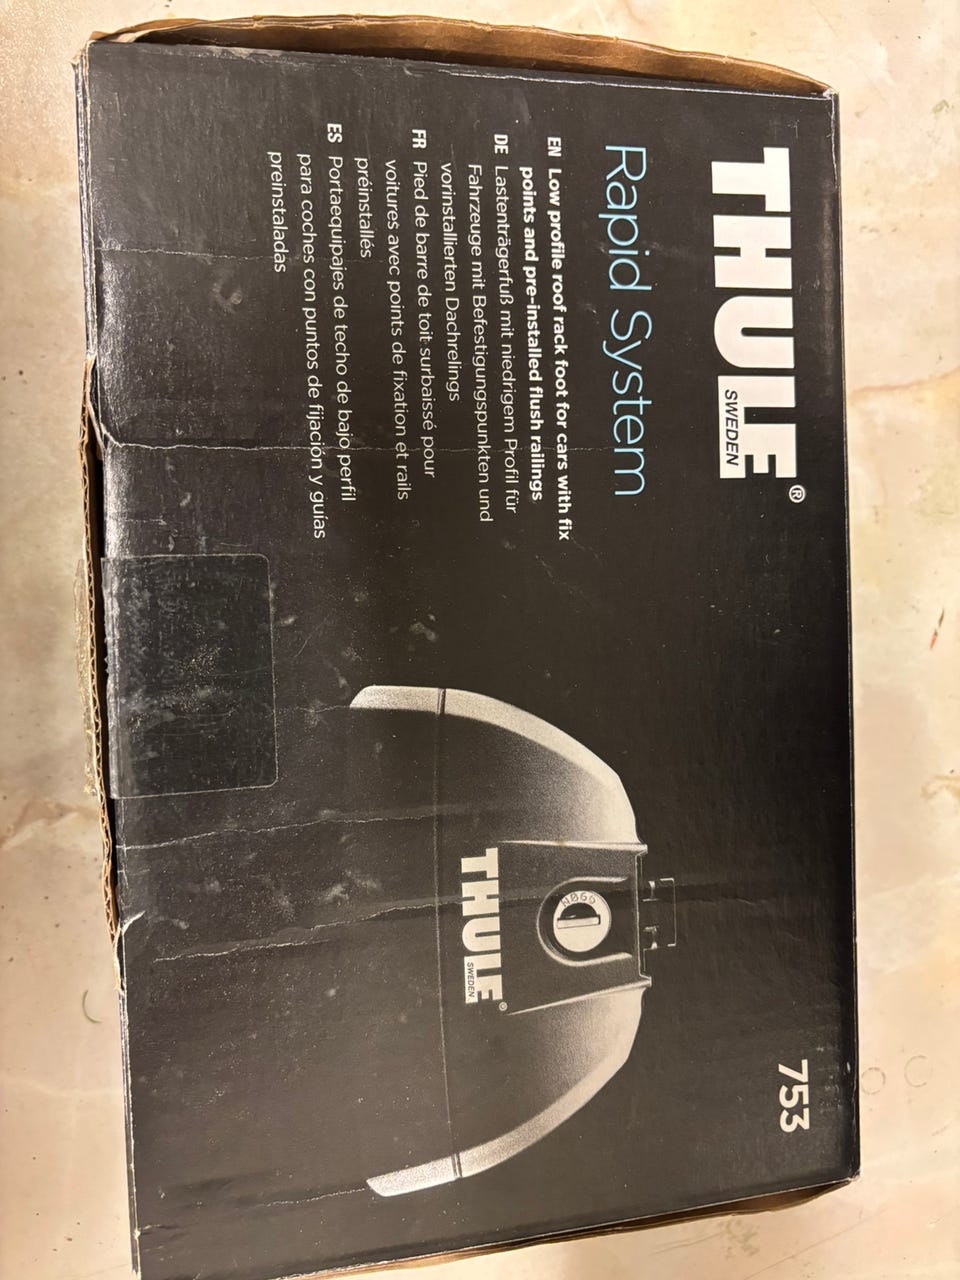 THULE®
SWEDEN
Rapid System
EN Low profile roof rack foot for cars with fix
points and pre-installed flush railings
DE Lastenträgerfuß mit niedrigem Profil für
Fahrzeuge mit Befestigungspunkten und
vorinstallierten Dachrelings
FR Pied de barre de toit surbaissé pour
voitures avec points de fixation et rails
préinstallés
ES Portaequipajes de techo de bajo perfil
para coches con puntos de fijación y guías
preinstaladas
N069
THULE®
SWEDEN
753